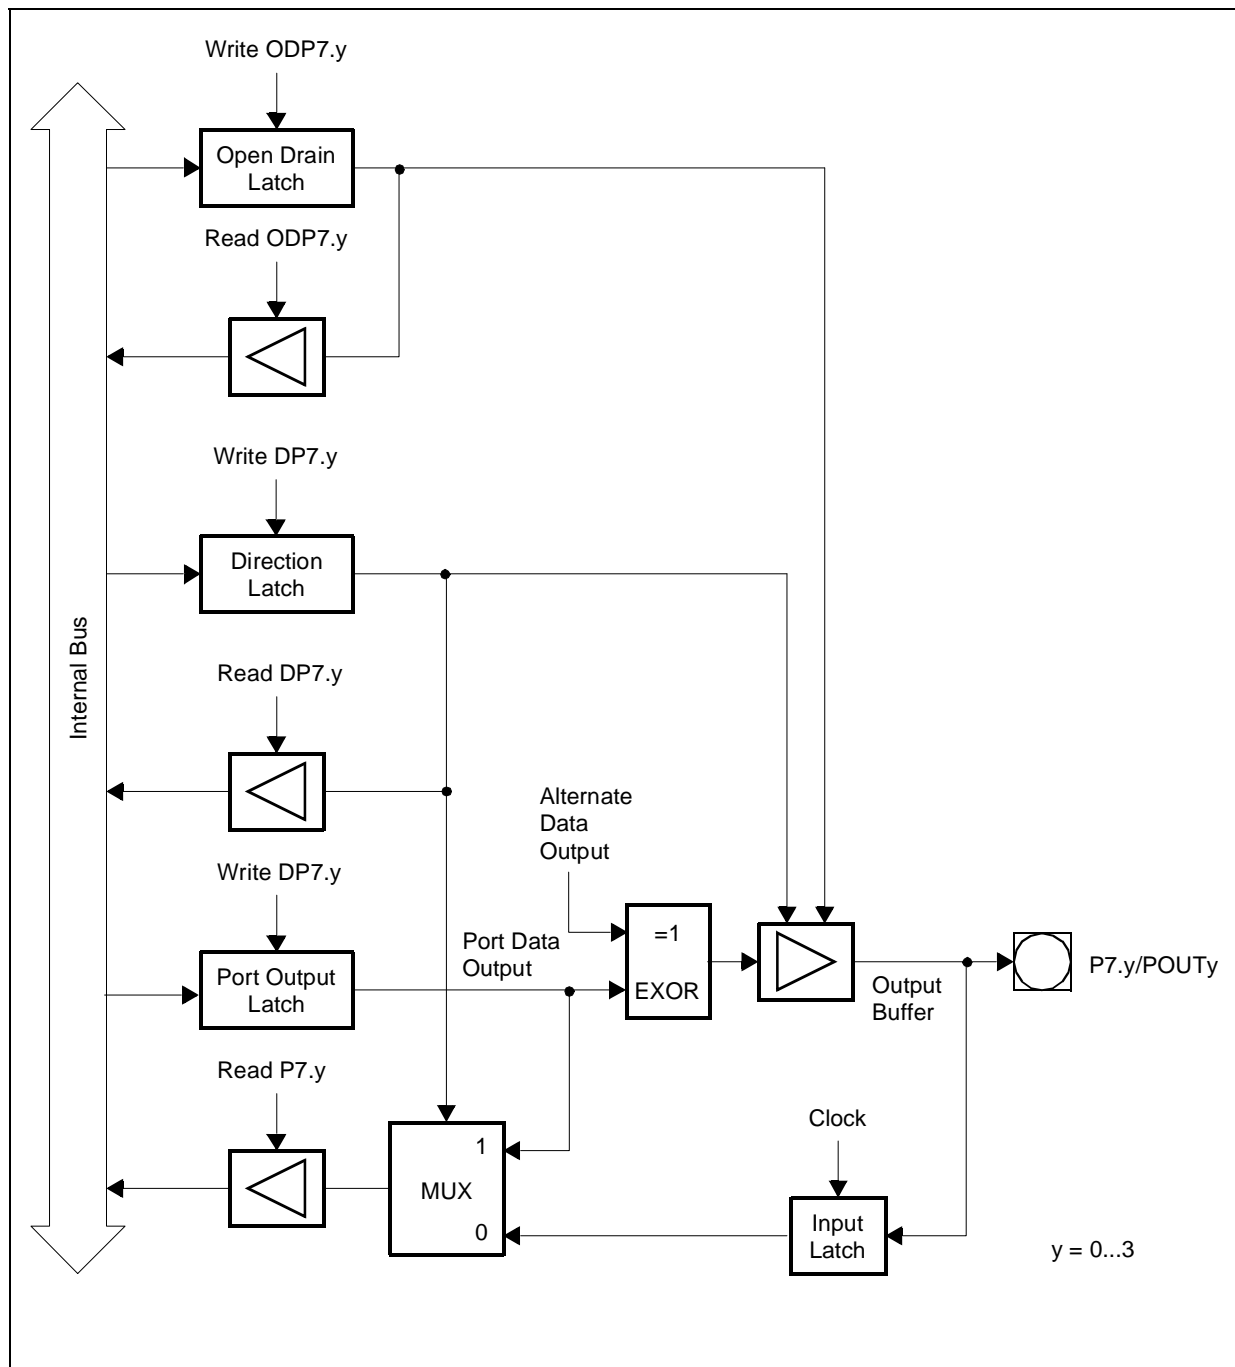 Write ODP7.y
Open Drain
Latch
Read ODP7.y
Write DP7.y
Direction
Latch
Internal Bus
Read DP7.y
Alternate
Data
Output
Write DP7.y
Port Data
Output
=1
EXOR
Port Output
Latch
Output
Buffer
P7.y/POUTy
Read P7.y
Clock
1
MUX
0
Input
Latch
y = 0...3